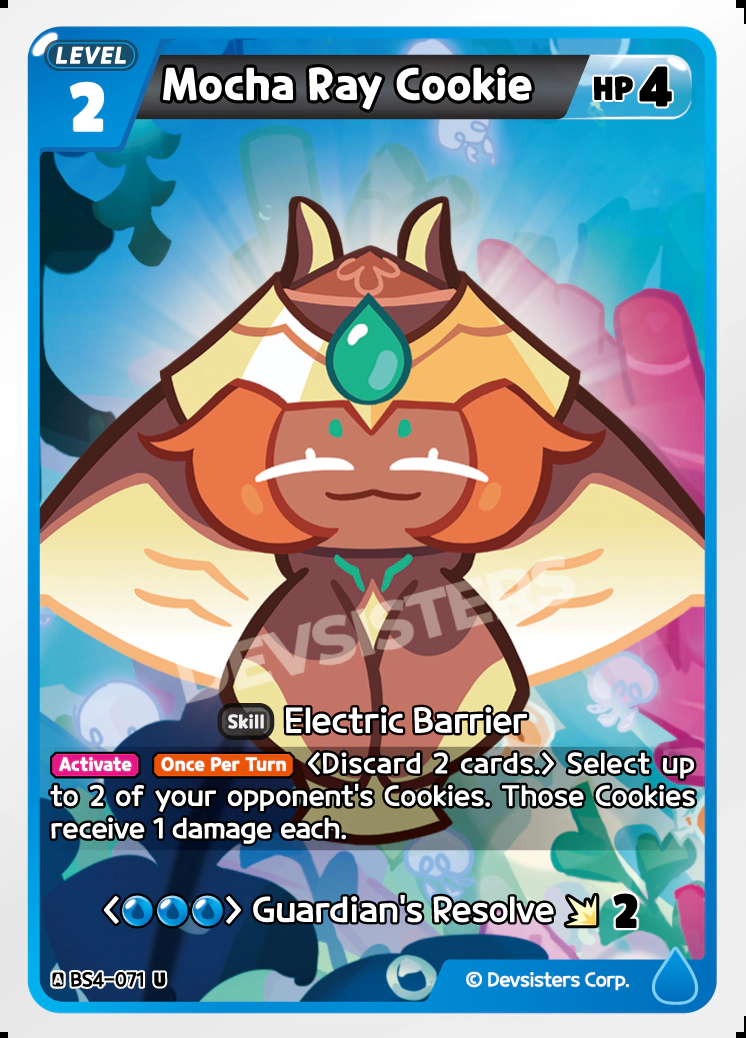 LEVEL
2
Mocha Ray Cookie
HP 4
DEVSISTERS
Skill Electric Barrier
Activate Once Per Turn <Discard 2 cards.> Select up
to 2 of your opponent's Cookies. Those Cookies
receive 1 damage each.
< > Guardian's Resolve 2
A BS4-071 U
© Devsisters Corp.